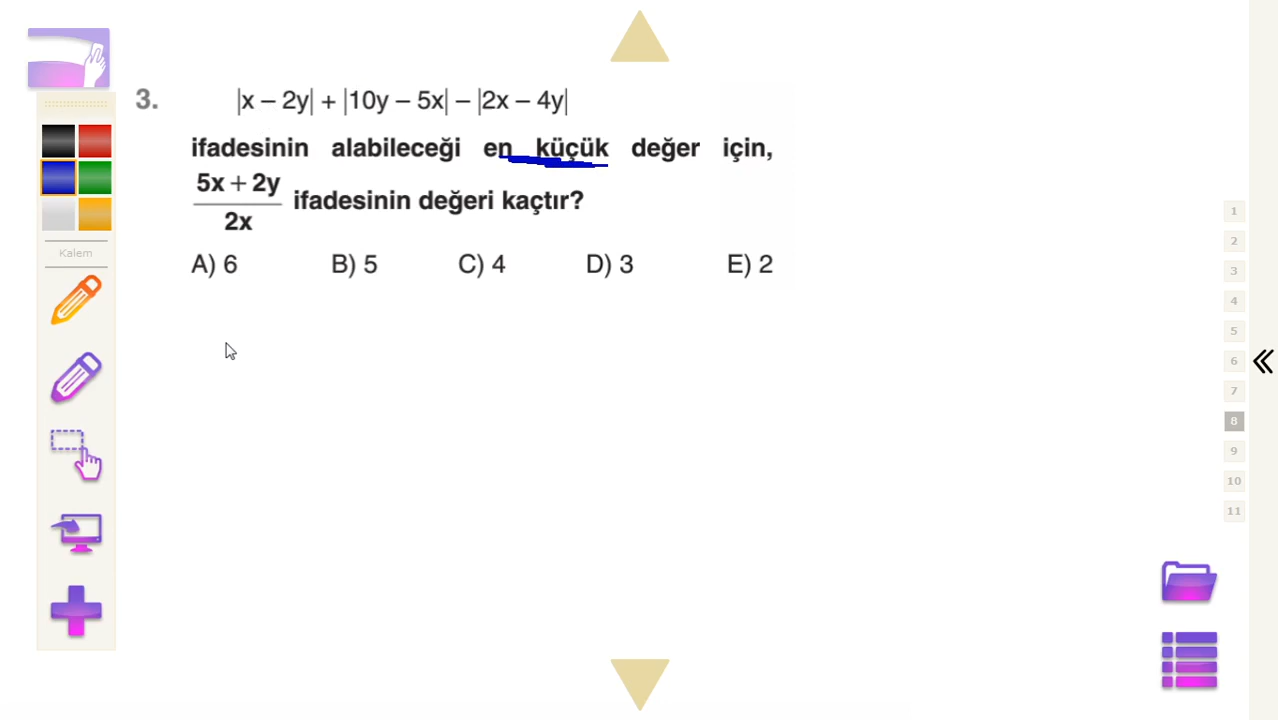 3. |x – 2y| + |10y – 5x| – |2x – 4y|
ifadesinin alabileceği en küçük değer için,
5x + 2y
2x
ifadesinin değeri kaçtır?
A) 6 B) 5 C) 4 D) 3 E) 2
Kalem
1
2
3
4
5
6
7
8
9
10
11